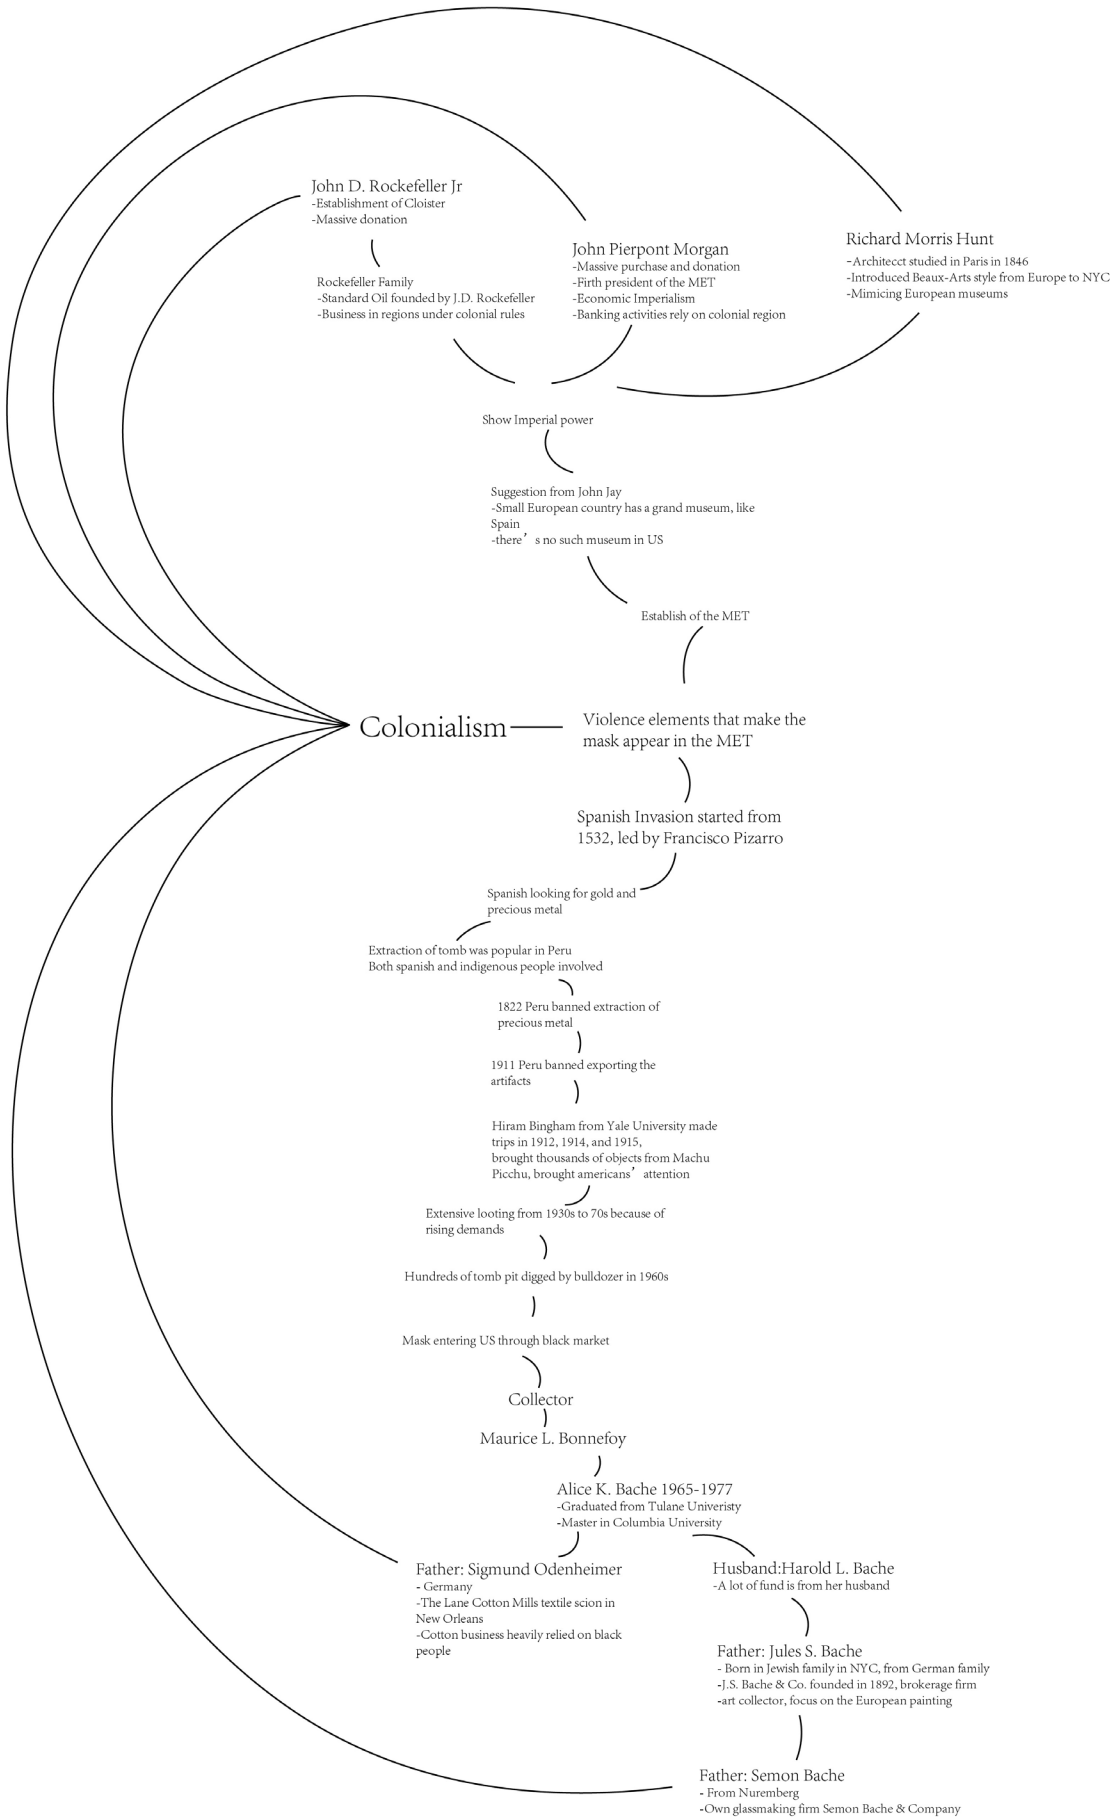 John D. Rockefeller Jr
-Establishment of Cloister
-Massive donation
Rockefeller Family
-Standard Oil founded by J.D. Rockefeller
-Business in regions under colonial rules
John Pierpont Morgan
-Massive purchase and donation
-Firth president of the MET
-Economic Imperialism
-Banking activities rely on colonial region
Richard Morris Hunt
-Architecct studied in Paris in 1846
-Introduced Beaux-Arts style from Europe to NYC
-Mimicing European museums
Show Imperial power
Suggestion from John Jay
-Small European country has a grand museum, like
Spain
-there’s no such museum in US
Establish of the MET
Colonialism
Violence elements that make the
mask appear in the MET
Spanish Invasion started from
1532, led by Francisco Pizarro
Spanish looking for gold and
precious metal
Extraction of tomb was popular in Peru
Both spanish and indigenous people involved
1822 Peru banned extraction of
precious metal
1911 Peru banned exporting the
artifacts
Hiram Bingham from Yale University made
trips in 1912, 1914, and 1915,
brought thousands of objects from Machu
Picchu, brought americans’ attention
Extensive looting from 1930s to 70s because of
rising demands
Hundreds of tomb pit digged by bulldozer in 1960s
Mask entering US through black market
Collector
Maurice L. Bonnefoy
Alice K. Bache 1965-1977
-Graduated from Tulane Univeristy
-Master in Columbia University
Father: Sigmund Odenheimer
- Germany
-The Lane Cotton Mills textile scion in
New Orleans
-Cotton business heavily relied on black
people
Husband:Harold L. Bache
-A lot of fund is from her husband
Father: Jules S. Bache
- Born in Jewish family in NYC, from German family
-J.S. Bache & Co. founded in 1892, brokerage firm
-art collector, focus on the European painting
Father: Semon Bache
- From Nuremberg
-Own glassmaking firm Semon Bache & Company